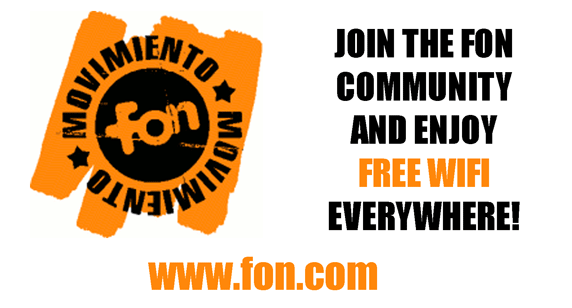 MOVIMIENTO
fon
MOVIMIENTO
MOVIMIENTO
JOIN THE FON
COMMUNITY
AND ENJOY
FREE WIFI
EVERYWHERE!
www.fon.com